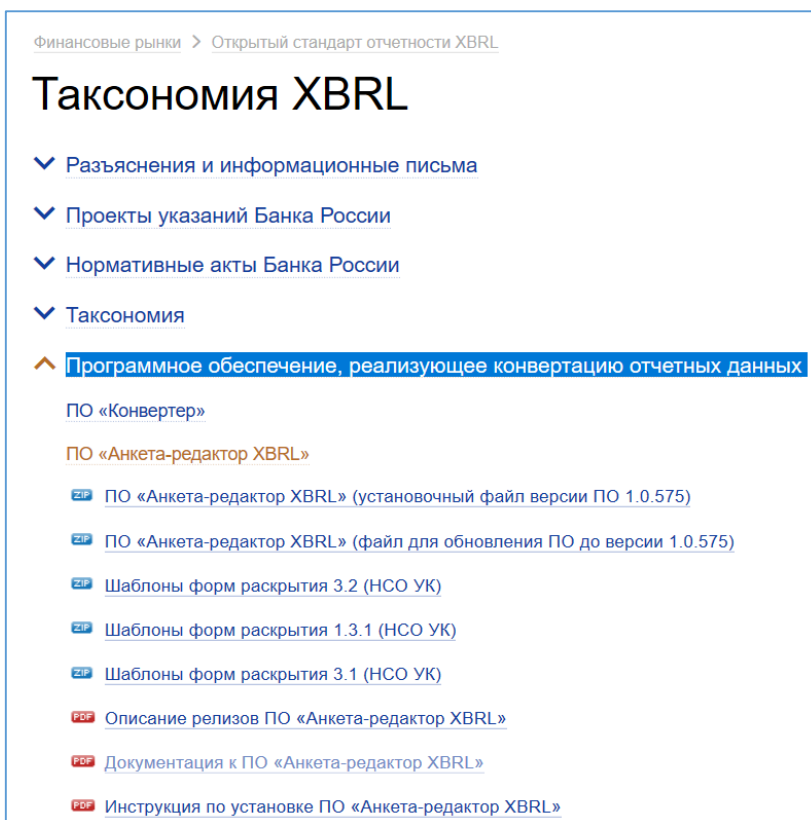 Финансовые рынки > Открытый стандарт отчетности XBRL
Таксономия XBRL
Разъяснения и информационные письма
Проекты указаний Банка России
Нормативные акты Банка России
Таксономия
Программное обеспечение, реализующее конвертацию отчетных данных
ПО «Конвертер»
ПО «Анкета-редактор XBRL»
ZIP ПО «Анкета-редактор XBRL» (установочный файл версии ПО 1.0.575)
ZIP ПО «Анкета-редактор XBRL» (файл для обновления ПО до версии 1.0.575)
ZIP Шаблоны форм раскрытия 3.2 (НСО УК)
ZIP Шаблоны форм раскрытия 1.3.1 (НСО УК)
ZIP Шаблоны форм раскрытия 3.1 (НСО УК)
PDF Описание релизов ПО «Анкета-редактор XBRL»
PDF Документация к ПО «Анкета-редактор XBRL»
PDF Инструкция по установке ПО «Анкета-редактор XBRL»